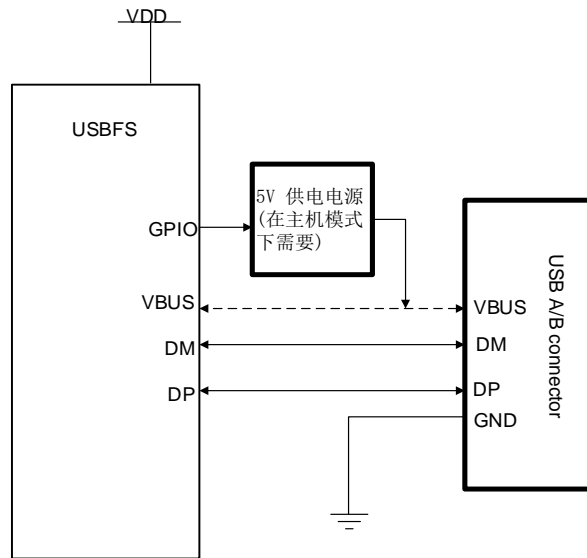 VDD
USBFS
5V 供电电源
(在主机模式
下需要)
GPIO
VBUS
VBUS
DM
DM
DP
DP
GND
USB A/B connector